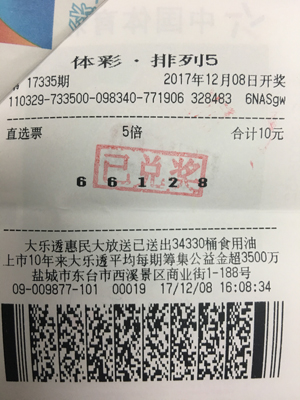 体彩·排列5
17335期 2017年12月08日开奖
110329-733500-098340-771906 328483 6NASgw
直选票 5倍 合计10元
已兑奖
6 6 1 2 8
大乐透惠民大放送已送出34330桶食用油
上市10年来大乐透平均每期筹集公益金超3500万
盐城市东台市西溪景区商业街1-188号
09-009877-101 00019 17/12/08 16:08:34